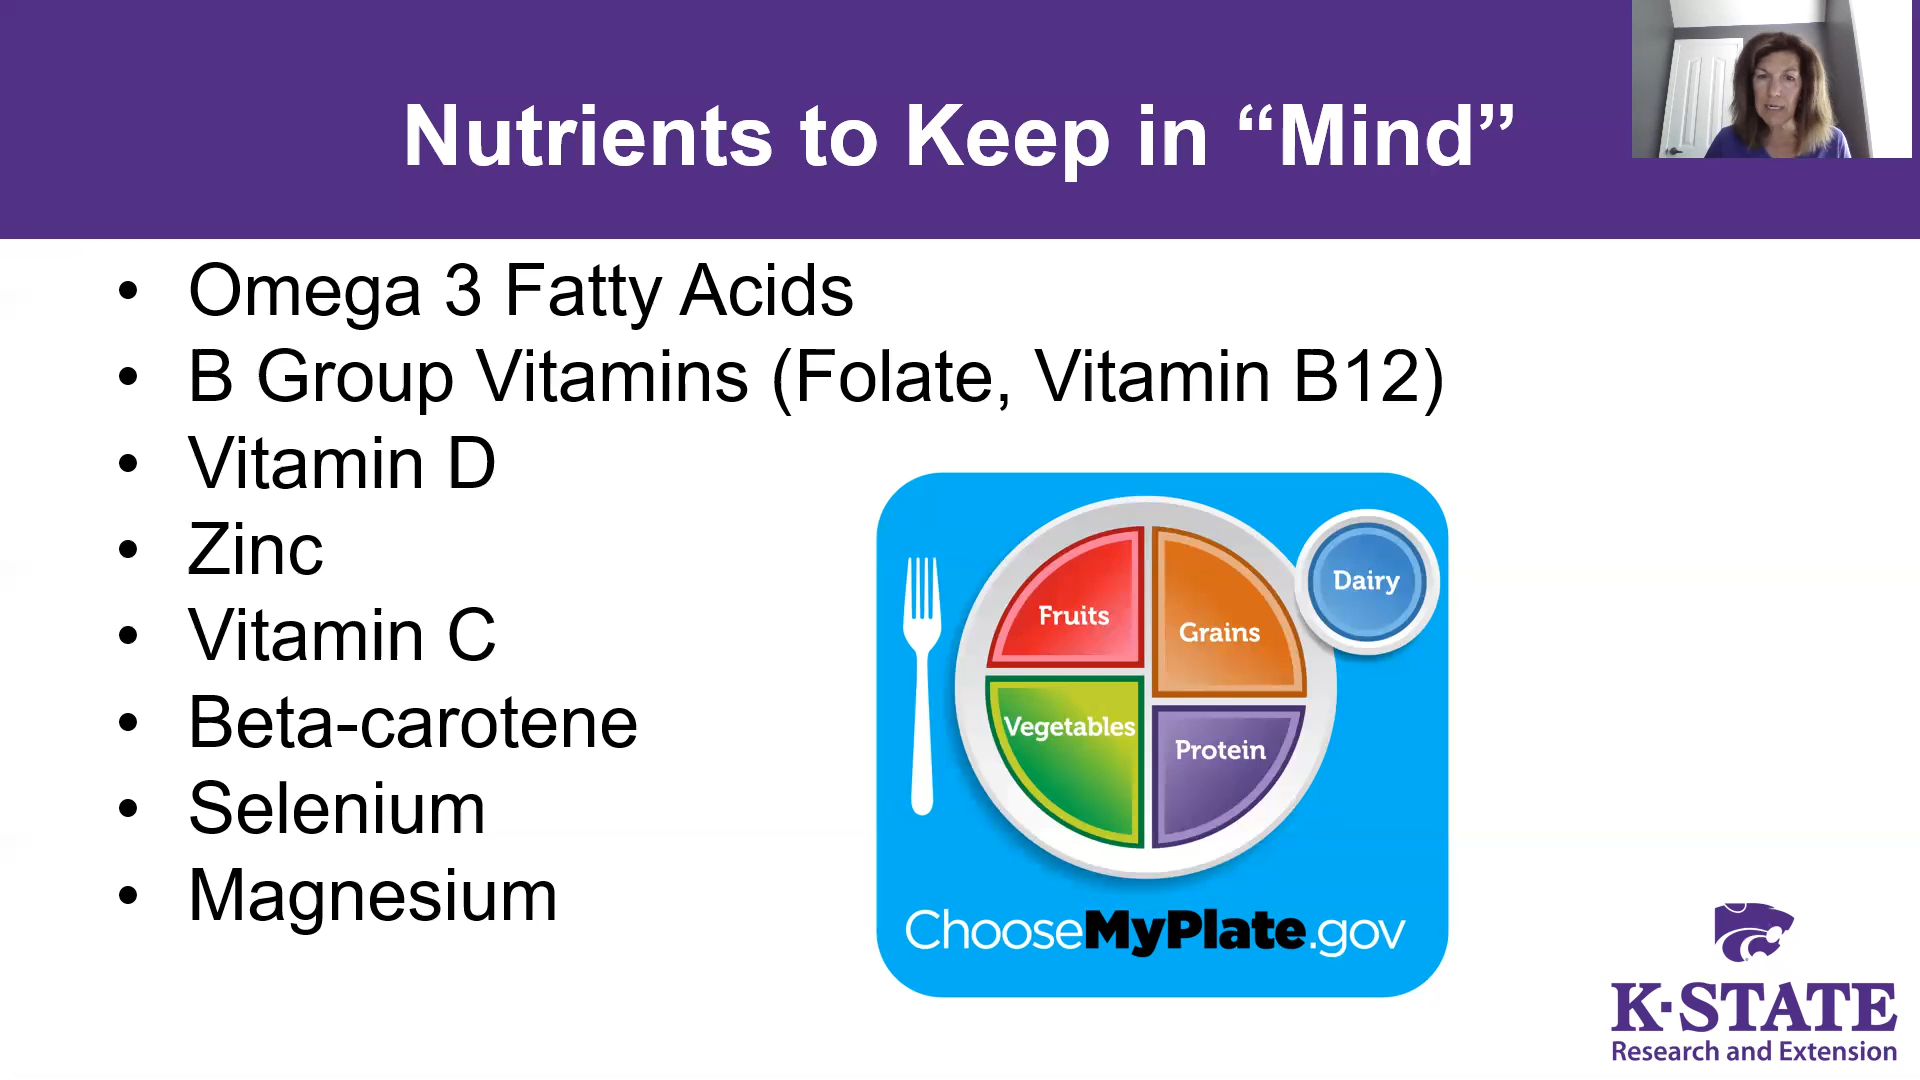 Nutrients to Keep in “Mind”
• Omega 3 Fatty Acids
• B Group Vitamins (Folate, Vitamin B12)
• Vitamin D
• Zinc
• Vitamin C
• Beta-carotene
• Selenium
• Magnesium
Dairy
Fruits
Grains
Vegetables
Protein
ChooseMyPlate.gov
K-STATE
Research and Extension